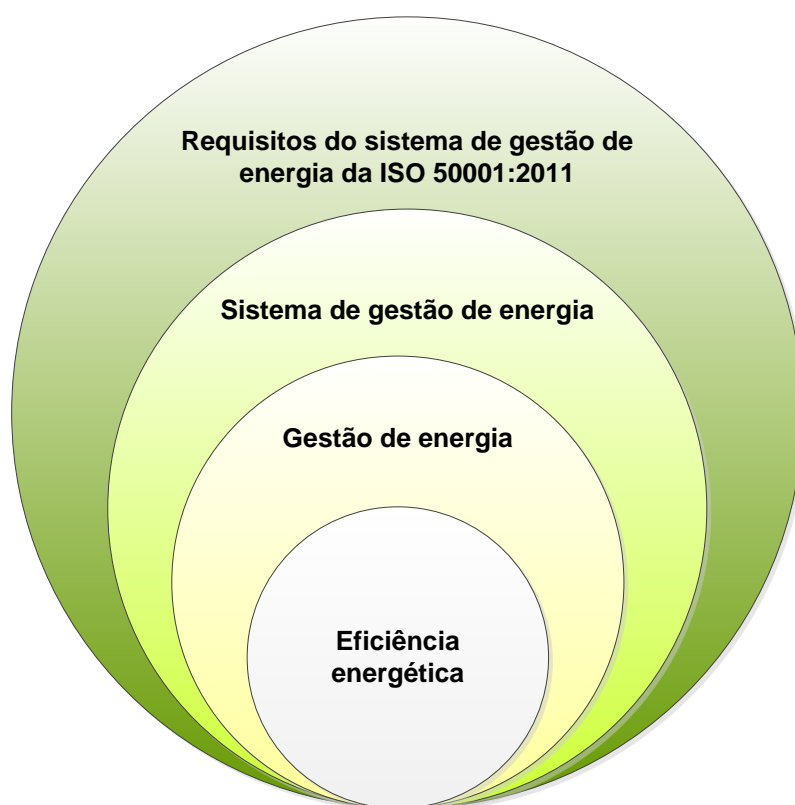 Requisitos do sistema de gestão de
energia da ISO 50001:2011
Sistema de gestão de energia
Gestão de energia
Eficiência
energética